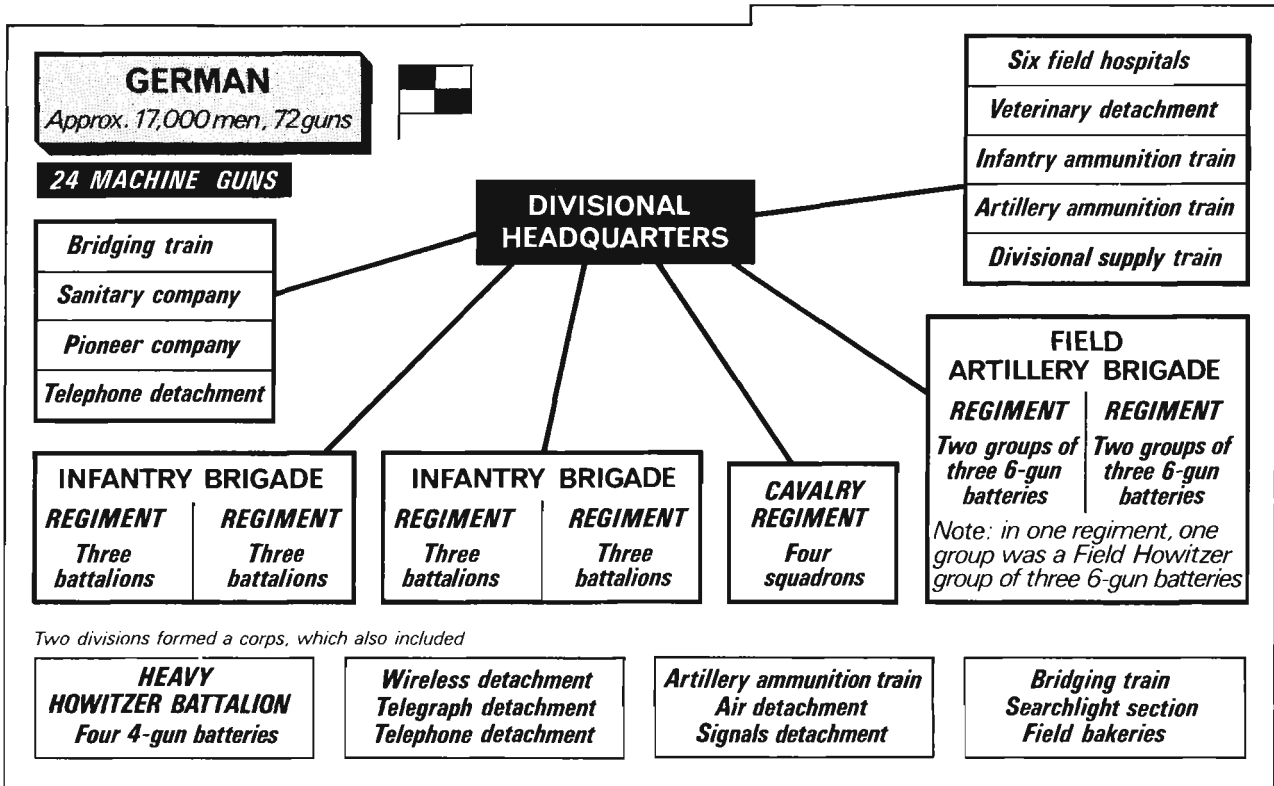 GERMAN
Approx. 17,000 men, 72 guns
24 MACHINE GUNS
Bridging train
Sanitary company
Pioneer company
Telephone detachment
DIVISIONAL
HEADQUARTERS
Six field hospitals
Veterinary detachment
Infantry ammunition train
Artillery ammunition train
Divisional supply train
INFANTRY BRIGADE
REGIMENT
Three
battalions
REGIMENT
Three
battalions
INFANTRY BRIGADE
REGIMENT
Three
battalions
REGIMENT
Three
battalions
CAVALRY
REGIMENT
Four
squadrons
FIELD
ARTILLERY BRIGADE
REGIMENT
Two groups of
three 6-gun
batteries
REGIMENT
Two groups of
three 6-gun
batteries
Note: in one regiment, one
group was a Field Howitzer
group of three 6-gun batteries
Two divisions formed a corps, which also included
HEAVY
HOWITZER BATTALION
Four 4-gun batteries
Wireless detachment
Telegraph detachment
Telephone detachment
Artillery ammunition train
Air detachment
Signals detachment
Bridging train
Searchlight section
Field bakeries